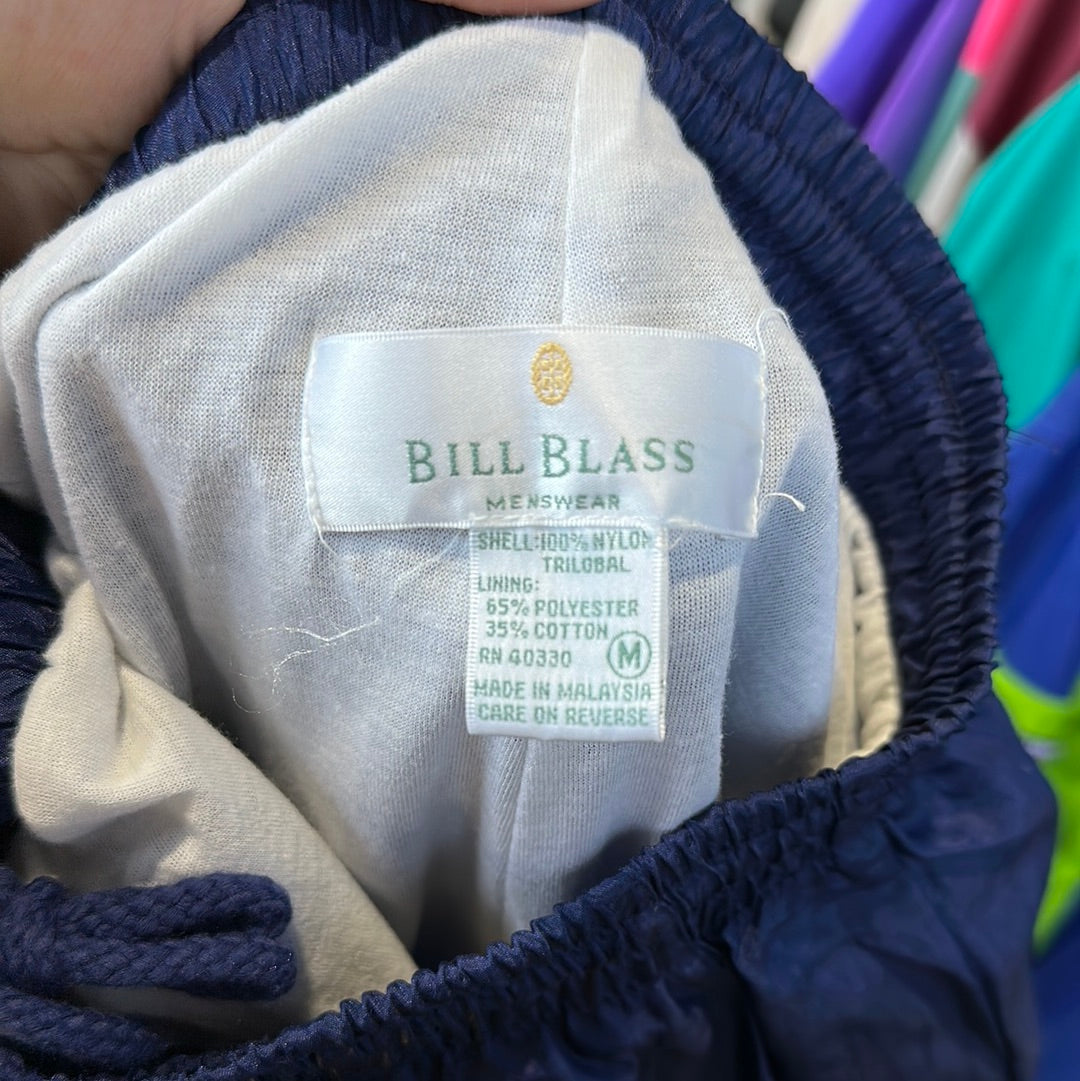 BILL BLASS
MENSWEAR
SHELL:100% NYLON
TRILOBAL
LINING:
65% POLYESTER
35% COTTON
RN 40330 M
MADE IN MALAYSIA
CARE ON REVERSE